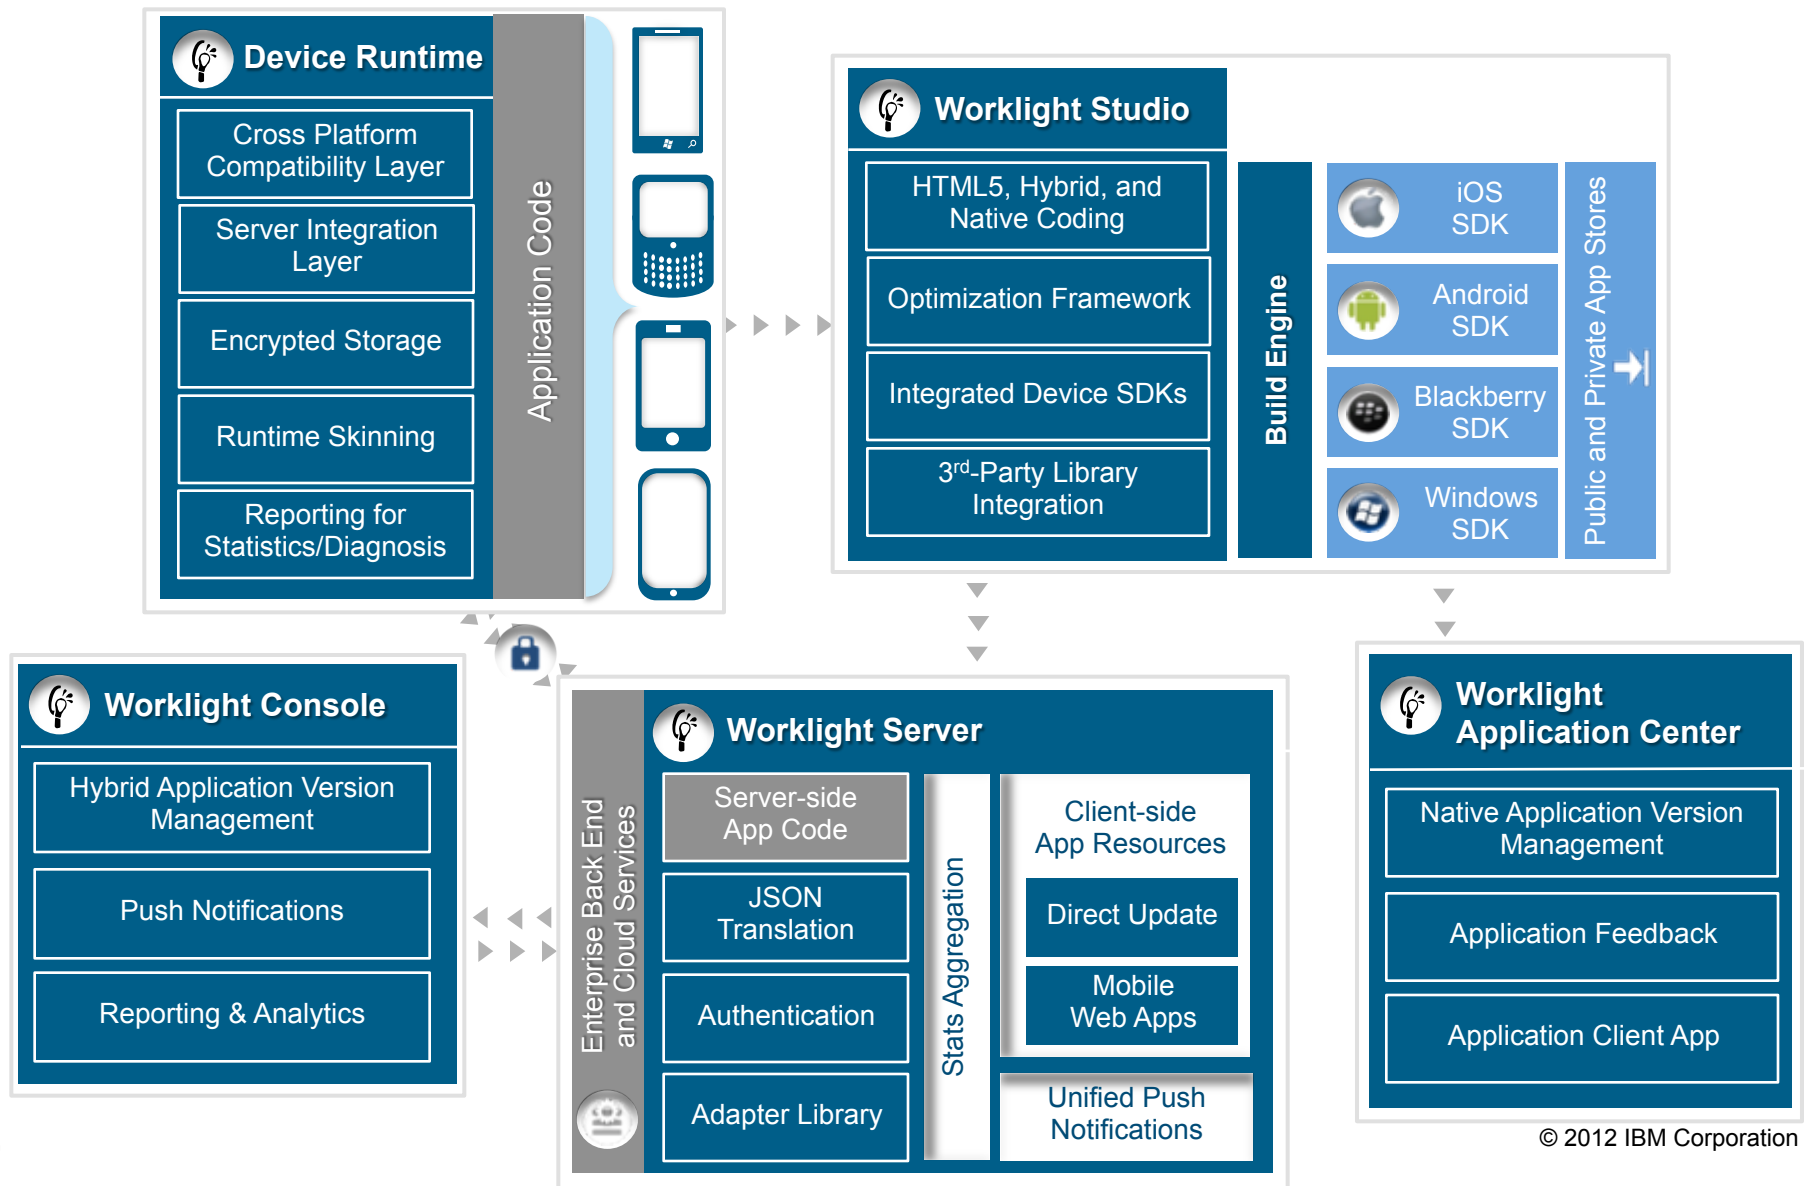 Device Runtime
Cross Platform
Compatibility Layer
Server Integration
Layer
Encrypted Storage
Runtime Skinning
Reporting for
Statistics/Diagnosis
Application Code
Worklight Studio
HTML5, Hybrid, and
Native Coding
Optimization Framework
Integrated Device SDKs
3rd-Party Library
Integration
Build Engine
iOS
SDK
Android
SDK
Blackberry
SDK
Windows
SDK
Public and Private App Stores
Worklight Console
Hybrid Application Version
Management
Push Notifications
Reporting & Analytics
Enterprise Back End
and Cloud Services
Worklight Server
Server-side
App Code
JSON
Translation
Authentication
Adapter Library
Stats Aggregation
Client-side
App Resources
Direct Update
Mobile
Web Apps
Unified Push
Notifications
Worklight
Application Center
Native Application Version
Management
Application Feedback
Application Client App
© 2012 IBM Corporation